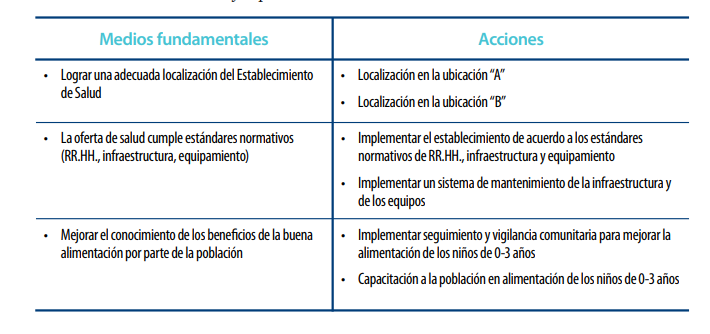 Medios fundamentales
Acciones
• Lograr una adecuada localización del Establecimiento
de Salud
• Localización en la ubicación “A”
• Localización en la ubicación “B”
• La oferta de salud cumple estándares normativos
(RR.HH., infraestructura, equipamiento)
• Implementar el establecimiento de acuerdo a los estándares
normativos de RR.HH., infraestructura y equipamiento
• Implementar un sistema de mantenimiento de la infraestructura y
de los equipos
• Mejorar el conocimiento de los beneficios de la buena
alimentación por parte de la población
• Implementar seguimiento y vigilancia comunitaria para mejorar la
alimentación de los niños de 0-3 años
• Capacitación a la población en alimentación de los niños de 0-3 años